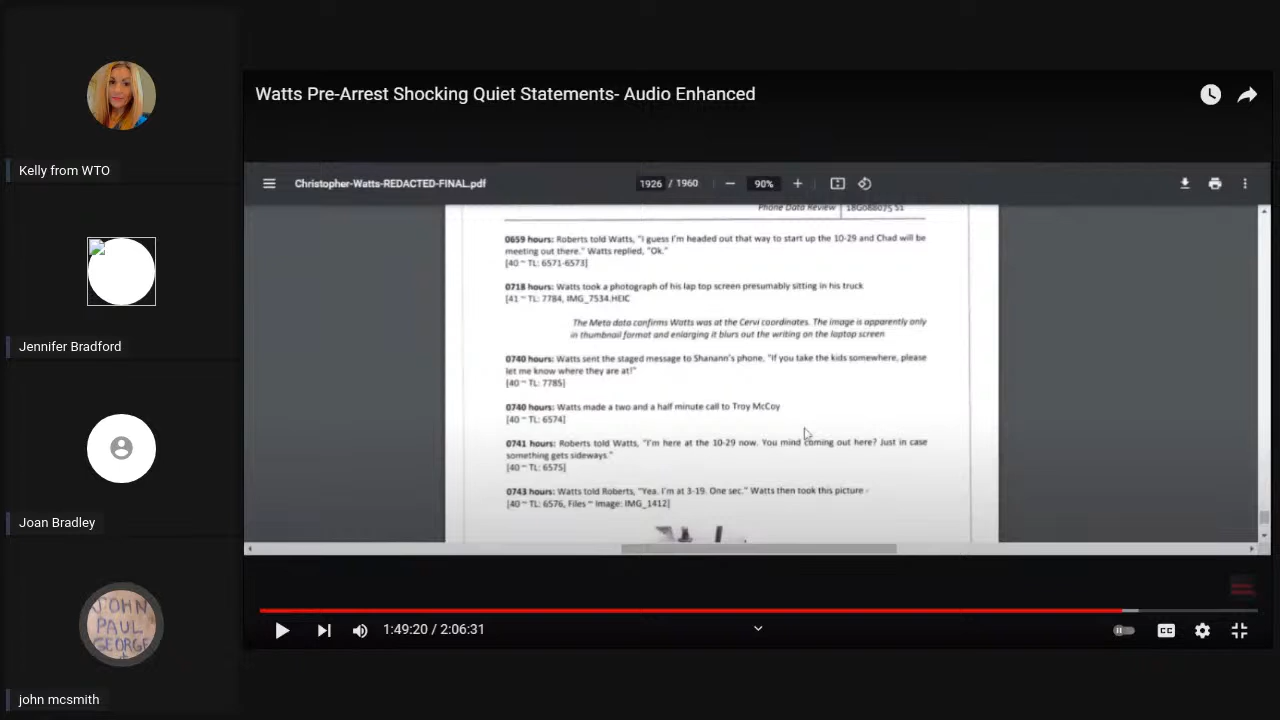 Watts Pre-Arrest Shocking Quiet Statements- Audio Enhanced
Kelly from WTO
Jennifer Bradford
Joan Bradley
JOHN
PAUL
GEORGE
john mcsmith
Christopher-Watts-REDACTED-FINAL.pdf
1926 / 1960
90%
Phone Data Review
18G088075 S1
0659 hours: Roberts told Watts, "I guess I'm headed out that way to start up the 10-29 and Chad will be
meeting out there." Watts replied, "Ok."
[40 ~ TL: 6571-6573]
0718 hours: Watts took a photograph of his lap top screen presumably sitting in his truck
[41 ~ TL: 7784, IMG_7534.HEIC
The Meta data confirms Watts was at the Cervi coordinates. The image is apparently only
in thumbnail format and enlarging it blurs out the writing on the laptop screen
0740 hours: Watts sent the staged message to Shanann's phone. "If you take the kids somewhere, please
let me know where they are at!"
[40 ~ TL: 7785]
0740 hours: Watts made a two and a half minute call to Troy McCoy
[40 ~ TL: 6574]
0741 hours: Roberts told Watts, "I'm here at the 10-29 now. You mind coming out here? Just in case
something gets sideways."
[40 ~ TL: 6575]
0743 hours: Watts told Roberts, "Yea. I'm at 3-19. One sec." Watts then took this picture -
[40 ~ TL: 6576, Files ~ Image: IMG_1412]
1:49:20 / 2:06:31
CC